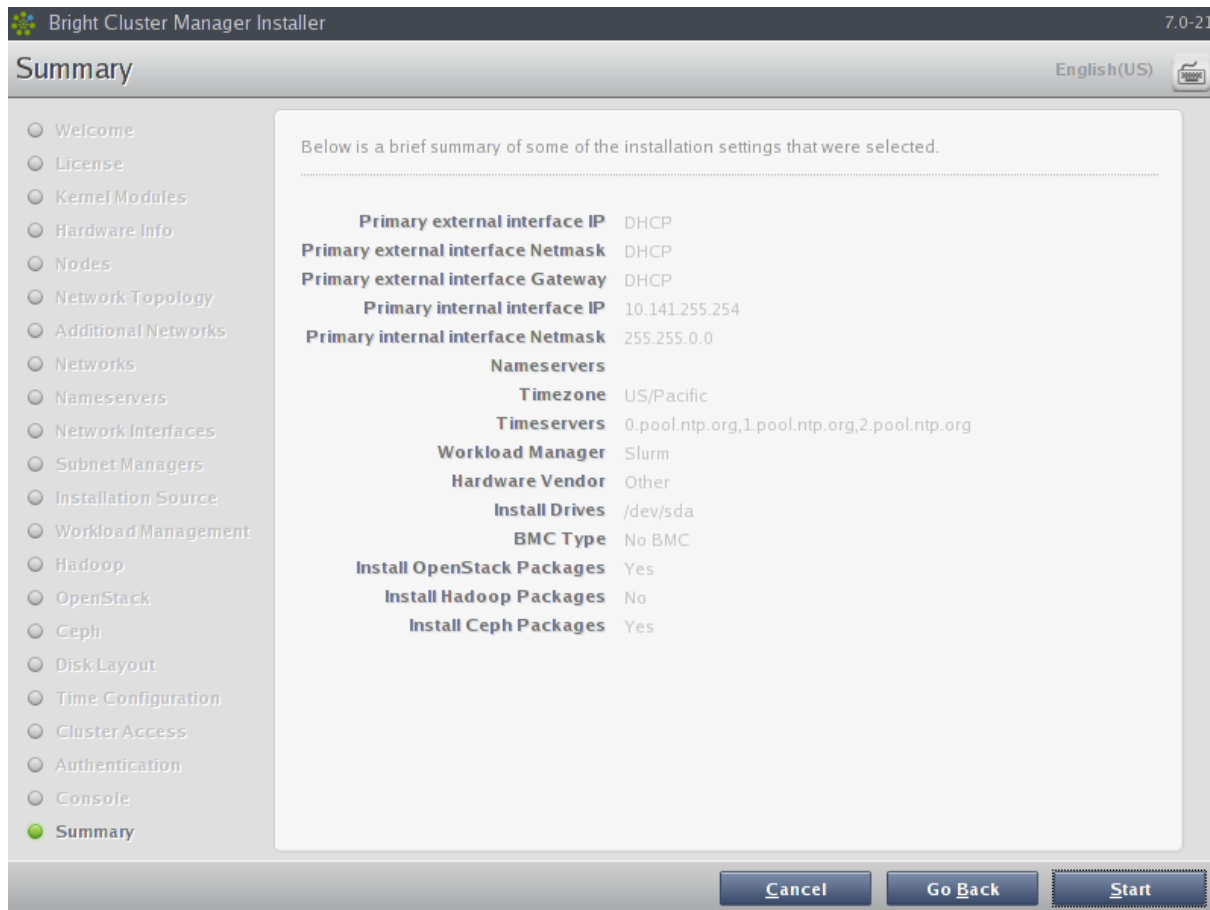 Bright Cluster Manager Installer 7.0-21
Summary English(US)
Welcome
License
Kernel Modules
Hardware Info
Nodes
Network Topology
Additional Networks
Networks
Nameservers
Network Interfaces
Subnet Managers
Installation Source
Workload Management
Hadoop
OpenStack
Ceph
Disk Layout
Time Configuration
Cluster Access
Authentication
Console
Summary
Below is a brief summary of some of the installation settings that were selected.
Primary external interface IP DHCP
Primary external interface Netmask DHCP
Primary external interface Gateway DHCP
Primary internal interface IP 10.141.255.254
Primary internal interface Netmask 255.255.0.0
Nameservers
Timezone US/Pacific
Timeservers 0.pool.ntp.org,1.pool.ntp.org,2.pool.ntp.org
Workload Manager Slurm
Hardware Vendor Other
Install Drives /dev/sda
BMC Type No BMC
Install OpenStack Packages Yes
Install Hadoop Packages No
Install Ceph Packages Yes
Cancel Go Back Start